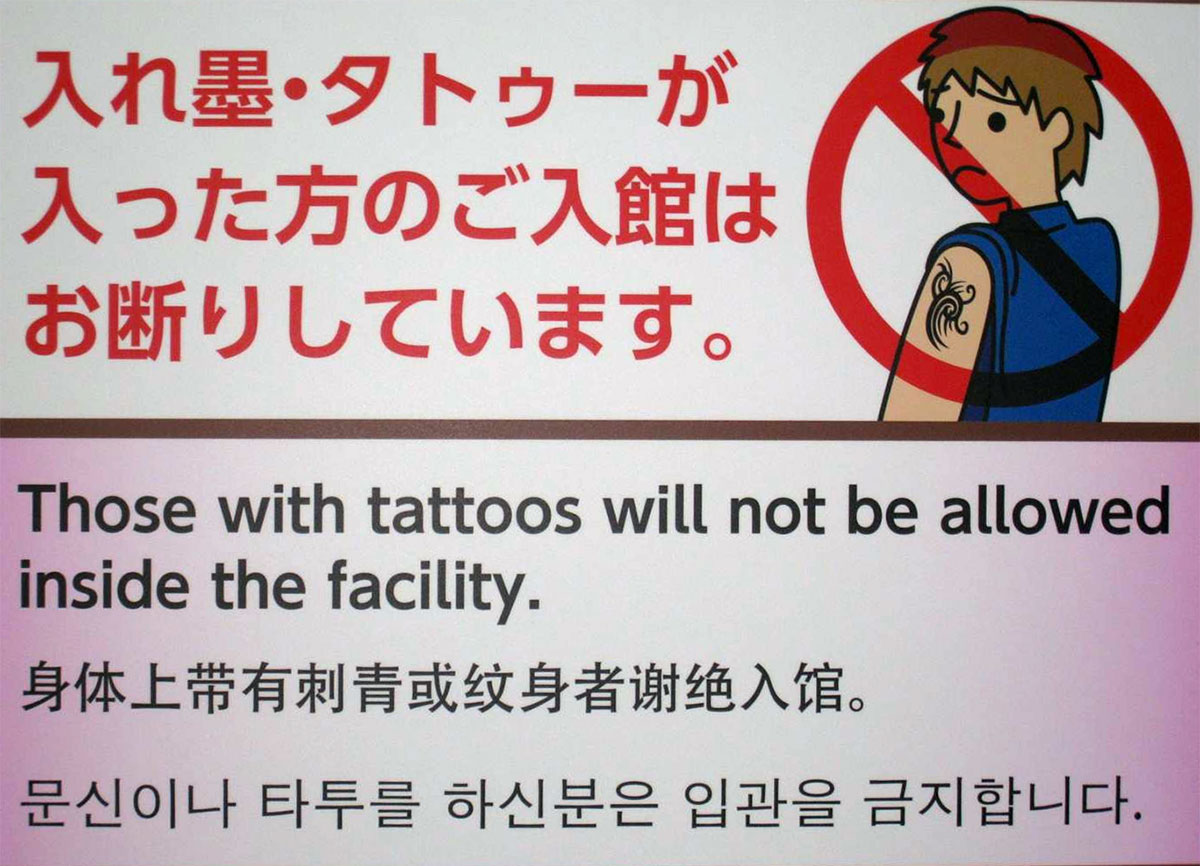 入れ墨・タトゥーが
入った方のご入館は
お断りしています。
Those with tattoos will not be allowed
inside the facility.
身体上带有刺青或纹身者谢绝入馆。
문신이나 타투를 하신분은 입관을 금지합니다.